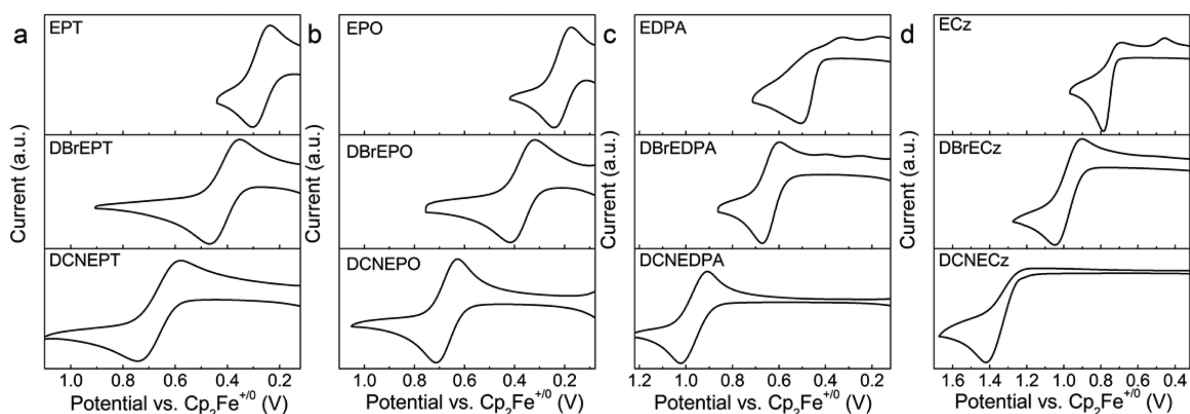 a
EPT
DBrEPT
DCNEPT
Current (a.u.)
1.0 0.8 0.6 0.4 0.2
Potential vs. Cp2Fe+/0 (V)
b
EPO
DBrEPO
DCNEPO
Current (a.u.)
1.0 0.8 0.6 0.4 0.2
Potential vs. Cp2Fe+/0 (V)
c
EDPA
DBrEDPA
DCNEDPA
Current (a.u.)
1.2 1.0 0.8 0.6 0.4 0.2
Potential vs. Cp2Fe+/0 (V)
d
ECz
DBrECz
DCNECz
Current (a.u.)
1.6 1.4 1.2 1.0 0.8 0.6 0.4
Potential vs. Cp2Fe+/0 (V)